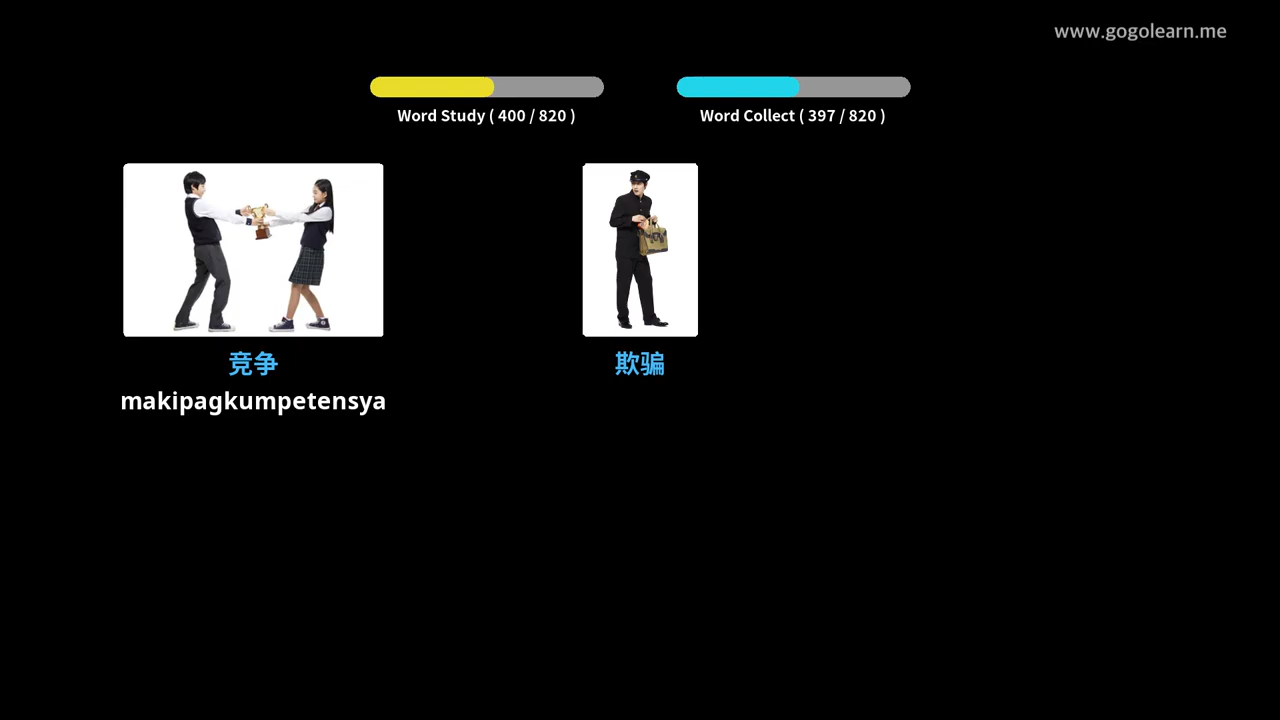 www.gogolearn.me
Word Study ( 400 / 820 )
Word Collect ( 397 / 820 )
竞争
欺骗
makipagkumpetensya